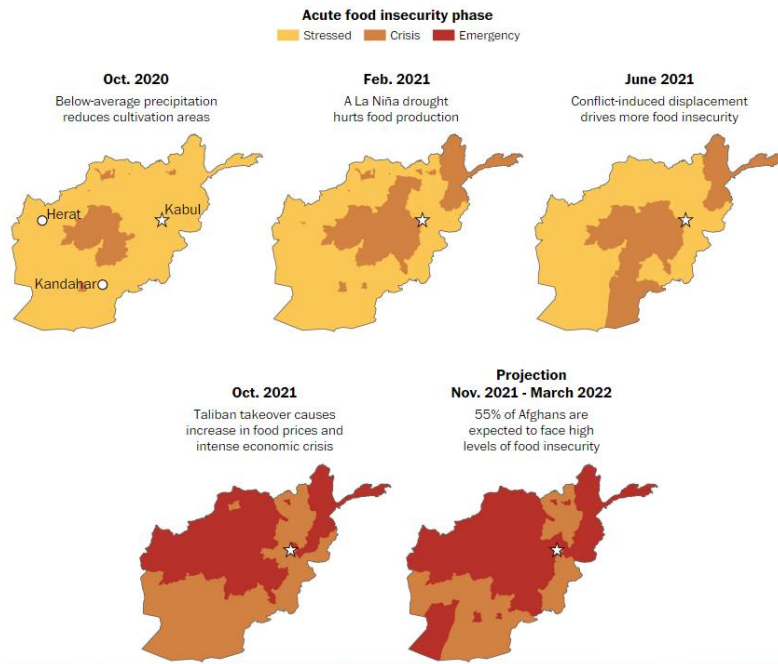 Acute food insecurity phase
Stressed Crisis Emergency
Oct. 2020
Below-average precipitation
reduces cultivation areas
Herat
Kabul
Kandahar
Feb. 2021
A La Niña drought
hurts food production
June 2021
Conflict-induced displacement
drives more food insecurity
Oct. 2021
Taliban takeover causes
increase in food prices and
intense economic crisis
Projection
Nov. 2021 - March 2022
55% of Afghans are
expected to face high
levels of food insecurity